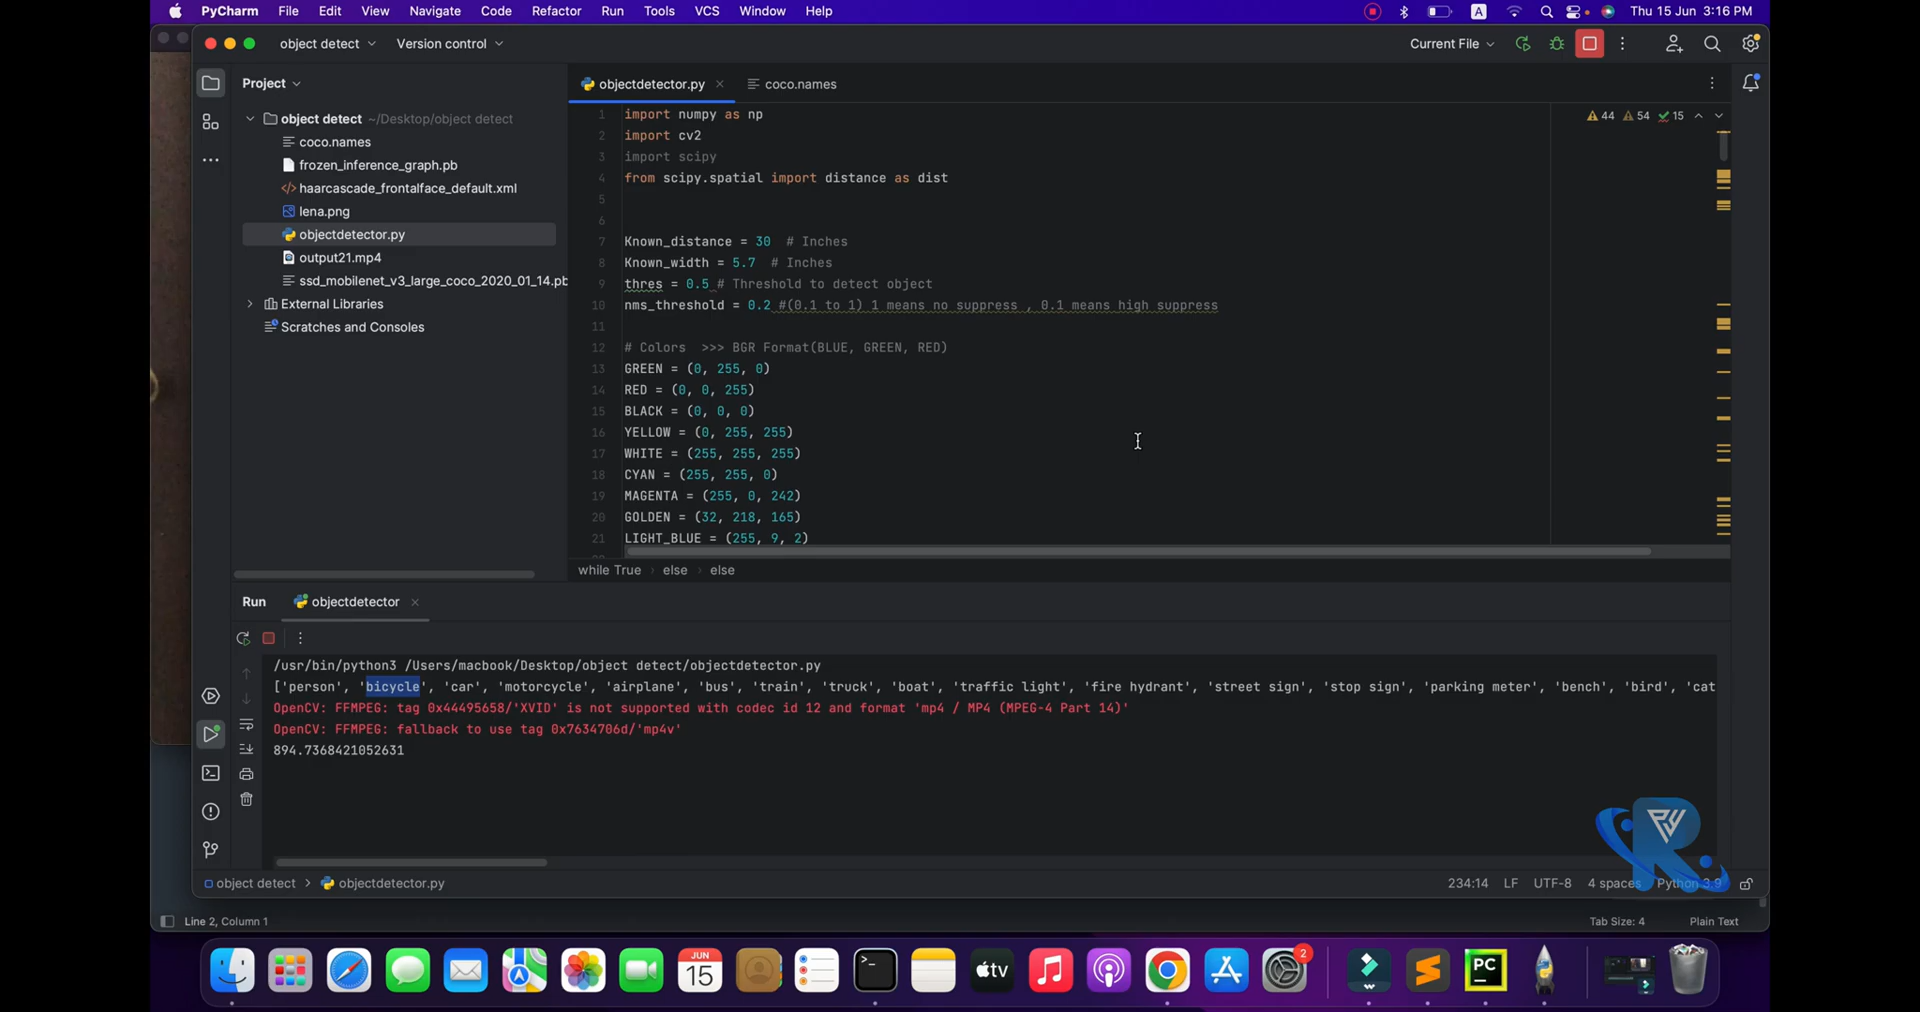 PyCharm File Edit View Navigate Code Refactor Run Tools VCS Window Help A Thu 15 Jun 3:16 PM
object detect Version control Current File
Project
objectdetector.py coco.names
object detect ~/Desktop/object detect
coco.names
frozen_inference_graph.pb
haarcascade_frontalface_default.xml
lena.png
objectdetector.py
output21.mp4
ssd_mobilenet_v3_large_coco_2020_01_14.pb
External Libraries
Scratches and Consoles
44 54 15
1 import numpy as np
2 import cv2
3 import scipy
4 from scipy.spatial import distance as dist
5
6
7 Known_distance = 30 # Inches
8 Known_width = 5.7 # Inches
9 thres = 0.5 # Threshold to detect object
10 nms_threshold = 0.2 #(0.1 to 1) 1 means no suppress , 0.1 means high suppress
11
12 # Colors >>> BGR Format(BLUE, GREEN, RED)
13 GREEN = (0, 255, 0)
14 RED = (0, 0, 255)
15 BLACK = (0, 0, 0)
16 YELLOW = (0, 255, 255)
17 WHITE = (255, 255, 255)
18 CYAN = (255, 255, 0)
19 MAGENTA = (255, 0, 242)
20 GOLDEN = (32, 218, 165)
21 LIGHT_BLUE = (255, 9, 2)
while True else else
Run objectdetector
/usr/bin/python3 /Users/macbook/Desktop/object detect/objectdetector.py
['person', 'bicycle', 'car', 'motorcycle', 'airplane', 'bus', 'train', 'truck', 'boat', 'traffic light', 'fire hydrant', 'street sign', 'stop sign', 'parking meter', 'bench', 'bird', 'cat
OpenCV: FFMPEG: tag 0x44495658/'XVID' is not supported with codec id 12 and format 'mp4 / MP4 (MPEG-4 Part 14)'
OpenCV: FFMPEG: fallback to use tag 0x7634706d/'mp4v'
894.7368421052631
object detect objectdetector.py 234:14 LF UTF-8 4 spaces Python 3.9
Line 2, Column 1 Tab Size: 4 Plain Text
JUN
15
tv
2
PC